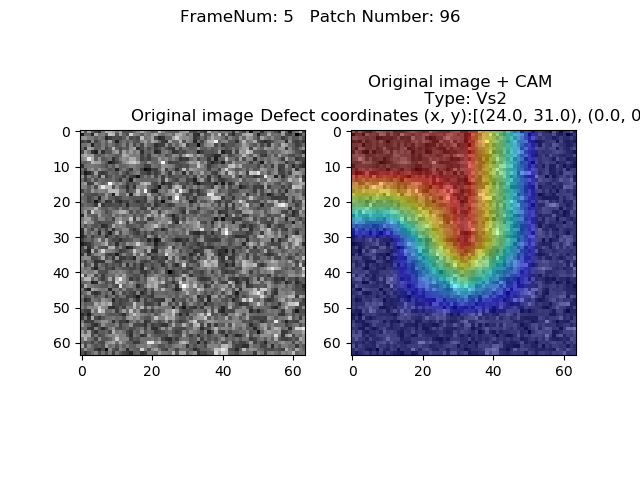 FrameNum: 5   Patch Number: 96
Original image
Original image + CAM
Type: Vs2
Defect coordinates (x, y):[(24.0, 31.0), (0.0, 0
0
10
20
30
40
50
60
0 20 40 60
0
10
20
30
40
50
60
0 20 40 60